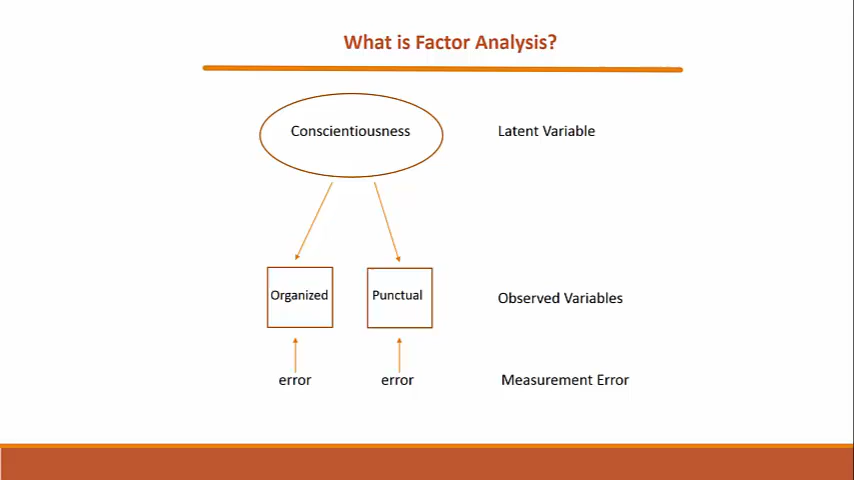 What is Factor Analysis?
Conscientiousness
Latent Variable
Organized
Punctual
Observed Variables
error
error
Measurement Error